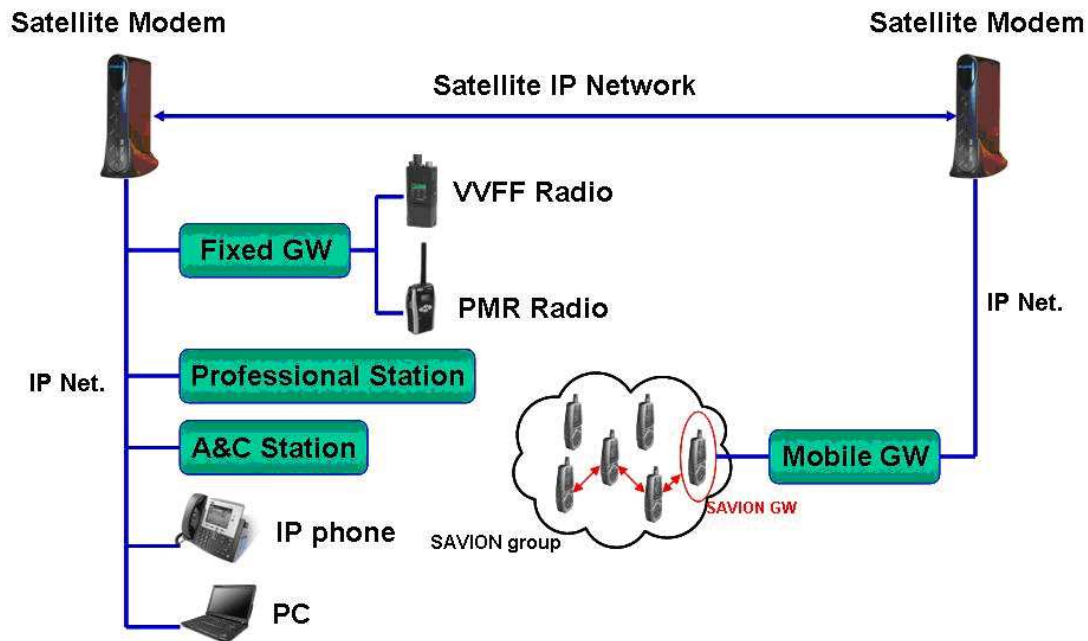 Satellite Modem
Satellite Modem
Satellite IP Network
VVFF Radio
Fixed GW
PMR Radio
IP Net.
IP Net.
Professional Station
A&C Station
Mobile GW
SAVION GW
IP phone
SAVION group
PC